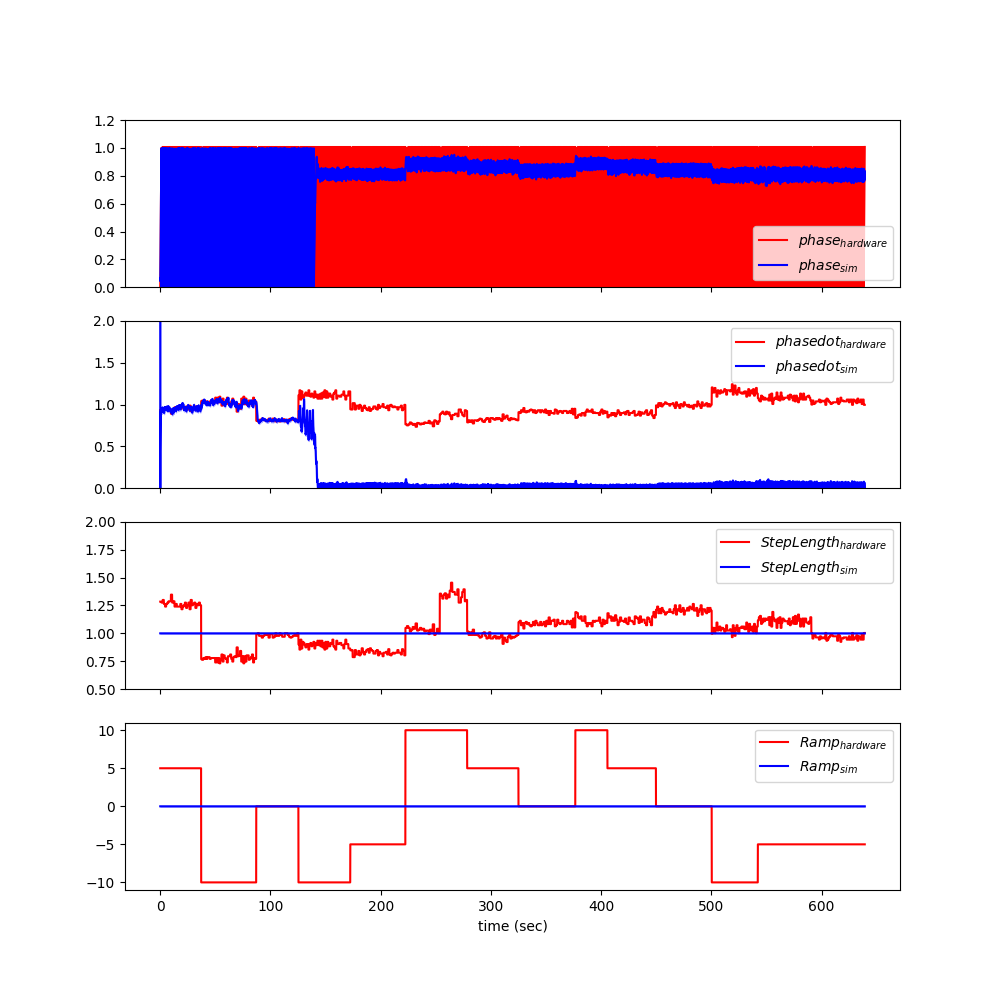 1.2
1.0
0.8
0.6
0.4
0.2
0.0
phase_hardware
phase_sim
2.0
1.5
1.0
0.5
0.0
phasedot_hardware
phasedot_sim
2.00
1.75
1.50
1.25
1.00
0.75
0.50
StepLength_hardware
StepLength_sim
10
5
0
−5
−10
Ramp_hardware
Ramp_sim
0 100 200 300 400 500 600
time (sec)